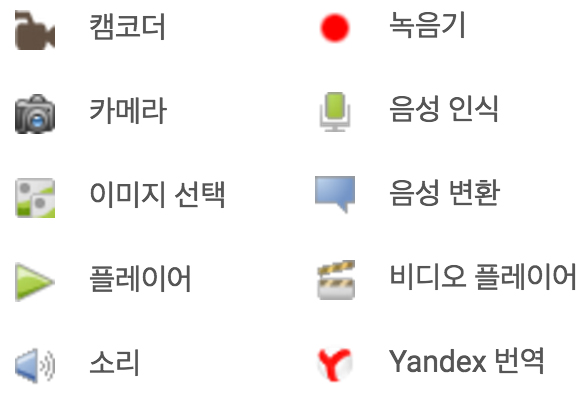 캠코더
녹음기
카메라
음성 인식
이미지 선택
음성 변환
플레이어
비디오 플레이어
소리
Yandex 번역